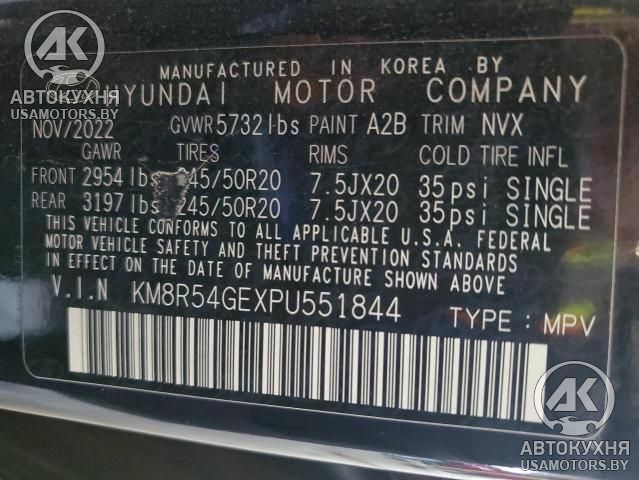 AK
АВТОКУХНЯ
USAMOTORS.BY
MANUFACTURED IN KOREA BY
HYUNDAI MOTOR COMPANY
NOV/2022 GVWR 5732 lbs PAINT A2B TRIM NVX
GAWR TIRES RIMS COLD TIRE INFL
FRONT 2954 lbs 245/50R20 7.5JX20 35psi SINGLE
REAR 3197 lbs 245/50R20 7.5JX20 35psi SINGLE
THIS VEHICLE CONFORMS TO ALL APPLICABLE U.S.A. FEDERAL
MOTOR VEHICLE SAFETY AND THEFT PREVENTION STANDARDS
IN EFFECT ON THE DATE OF MANUFACTURE SHOWN ABOVE
V.I.N KM8R54GEXPU551844 TYPE : MPV
AK
АВТОКУХНЯ
USAMOTORS.BY